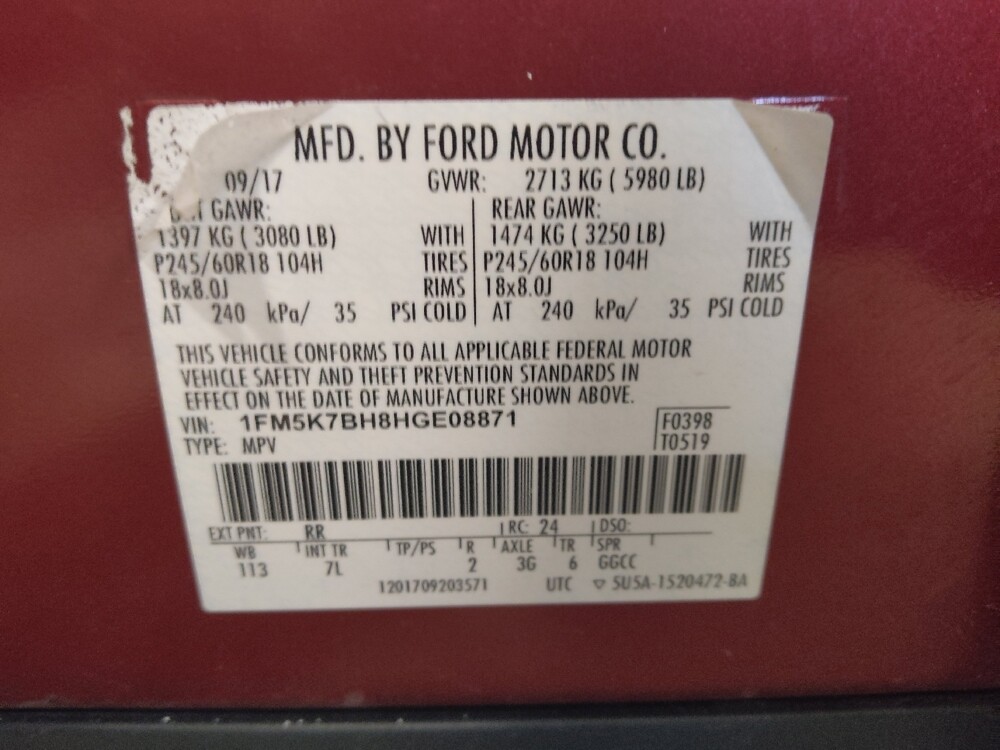 MFD. BY FORD MOTOR CO.
09/17 GVWR: 2713 KG ( 5980 LB)
GAWR: REAR GAWR:
1397 KG ( 3080 LB) WITH 1474 KG ( 3250 LB) WITH
P245/60R18 104H TIRES P245/60R18 104H TIRES
18x8.0J RIMS 18x8.0J RIMS
AT 240 kPa/ 35 PSI COLD AT 240 kPa/ 35 PSI COLD
THIS VEHICLE CONFORMS TO ALL APPLICABLE FEDERAL MOTOR
VEHICLE SAFETY AND THEFT PREVENTION STANDARDS IN
EFFECT ON THE DATE OF MANUFACTURE SHOWN ABOVE.
VIN: 1FM5K7BH8HGE08871 F0398
TYPE: MPV T0519
EXT PNT: RR RC: 24 DSO:
WB INT TR TP/PS R AXLE TR SPR
113 7L 2 3G 6 GGCC
1201709203571 UTC ▽ SU5A-1520472-BA